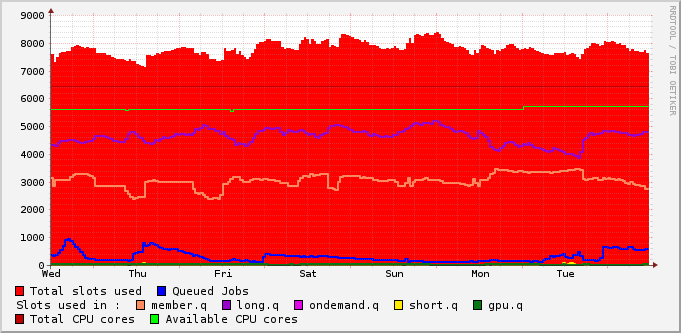 9000
8000
7000
6000
5000
4000
3000
2000
1000
0
Wed Thu Fri Sat Sun Mon Tue
RRDTOOL / TOBI OETIKER
Total slots used Queued Jobs
Slots used in : member.q long.q ondemand.q short.q gpu.q
Total CPU cores Available CPU cores